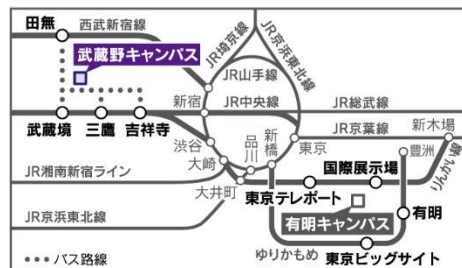 田無
西武新宿線
武蔵野キャンパス
JR埼京線
JR京浜東北線
JR山手線
新宿
JR中央線
JR総武線
武蔵境
三鷹
吉祥寺
渋谷
大崎
品川
新橋
東京
JR京葉線
新木場
豊洲
りんかい線
JR湘南新宿ライン
大井町
東京テレポート
国際展示場
有明キャンパス
有明
JR京浜東北線
ゆりかもめ
東京ビッグサイト
バス路線